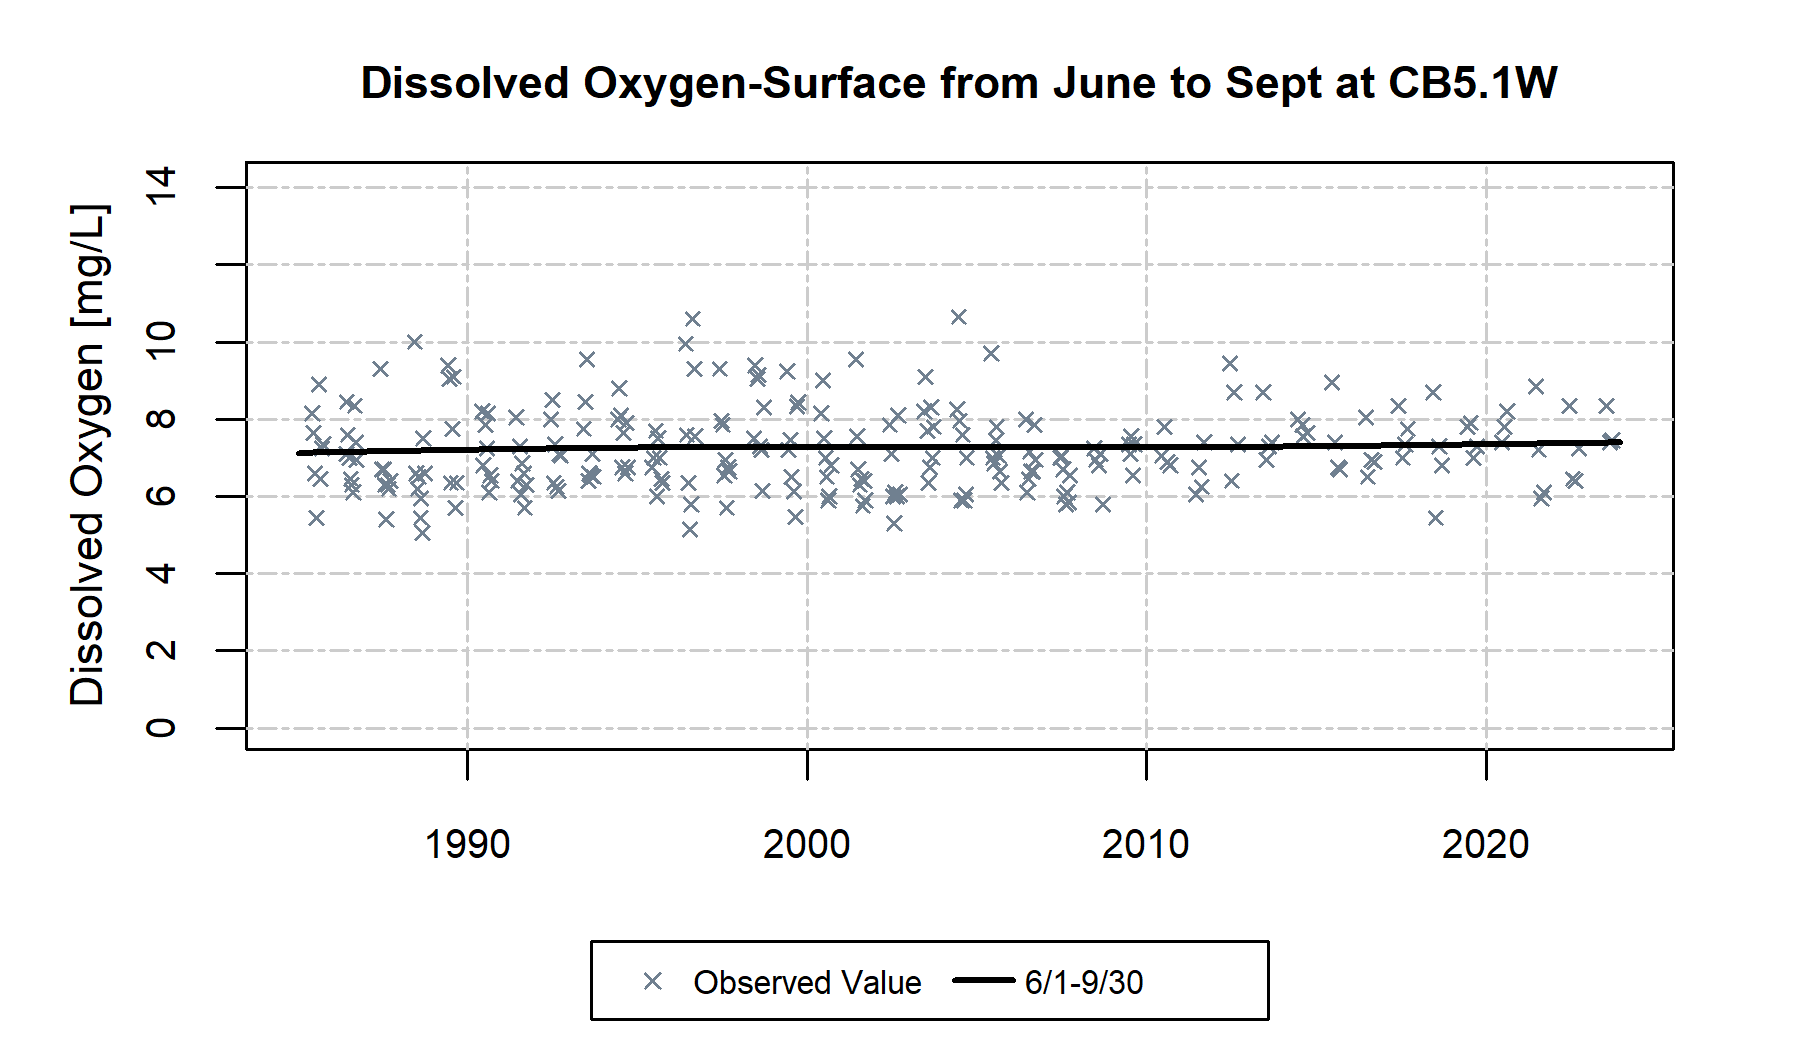 Dissolved Oxygen-Surface from June to Sept at CB5.1W
Dissolved Oxygen [mg/L]
14
10
8
6
4
2
0
1990 2000 2010 2020
Observed Value 6/1-9/30